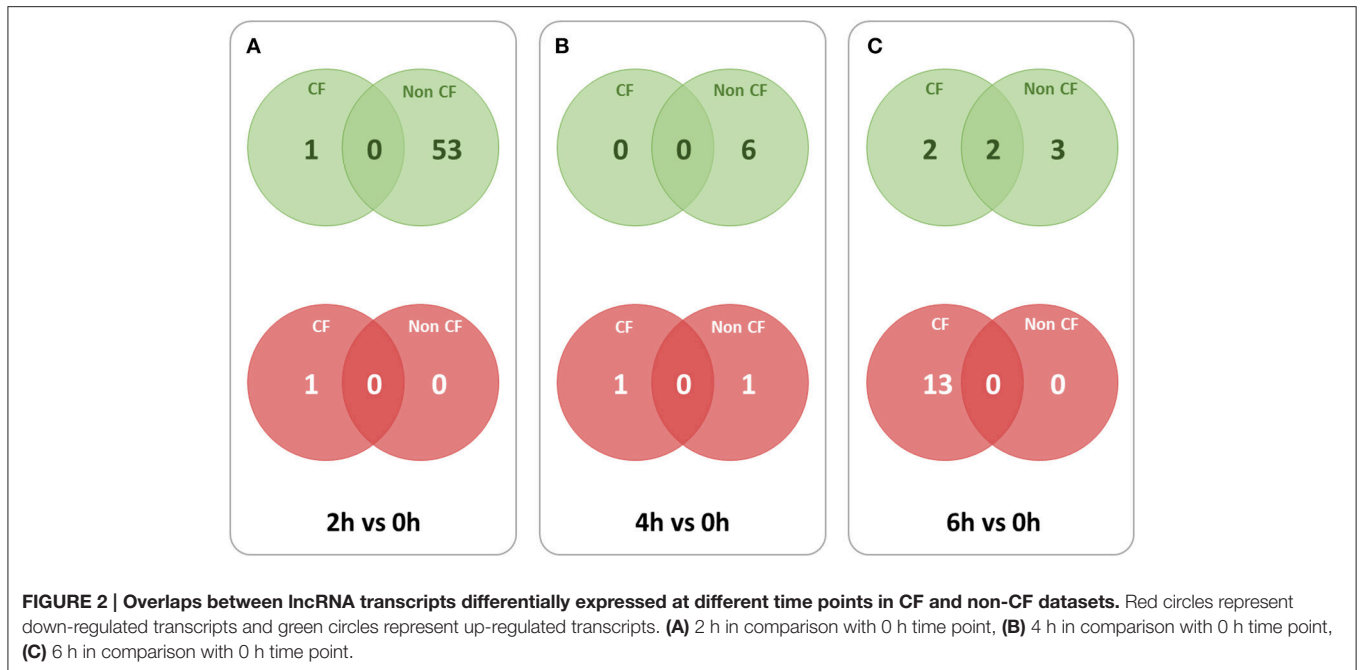 A
CF Non CF
1 0 53
CF Non CF
1 0 0
2h vs 0h
B
CF Non CF
0 0 6
CF Non CF
1 0 1
4h vs 0h
C
CF Non CF
2 2 3
CF Non CF
13 0 0
6h vs 0h
FIGURE 2 | Overlaps between lncRNA transcripts differentially expressed at different time points in CF and non-CF datasets. Red circles represent
down-regulated transcripts and green circles represent up-regulated transcripts. (A) 2 h in comparison with 0 h time point, (B) 4 h in comparison with 0 h time point,
(C) 6 h in comparison with 0 h time point.